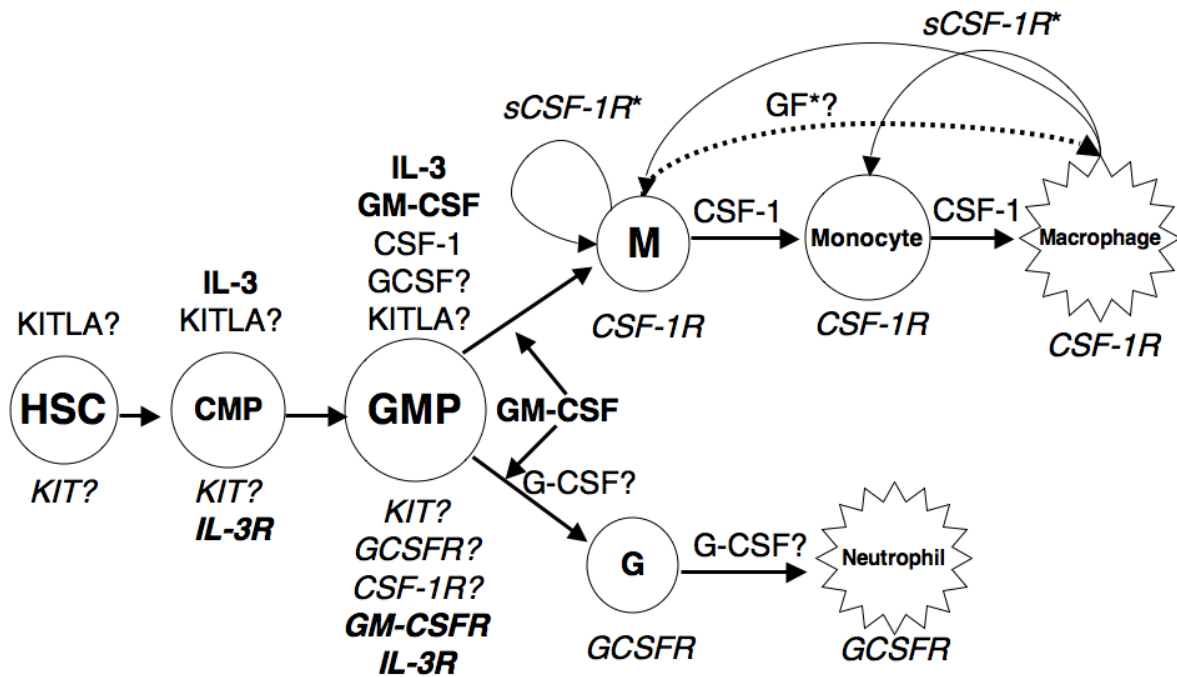 sCSF-1R*
sCSF-1R*
GF*?
IL-3
GM-CSF
CSF-1
GCSF?
KITLA?
M
CSF-1
Monocyte
CSF-1
Macrophage
CSF-1R
CSF-1R
CSF-1R
IL-3
KITLA?
KITLA?
HSC
CMP
GMP
GM-CSF
KIT?
KIT?
IL-3R
G-CSF?
KIT?
GCSFR?
CSF-1R?
GM-CSFR
IL-3R
G
G-CSF?
Neutrophil
GCSFR
GCSFR